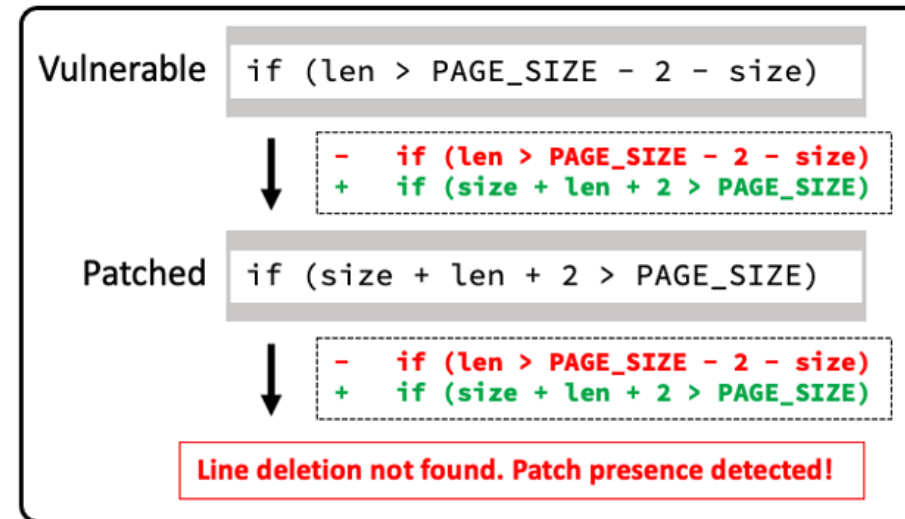 Vulnerable
if (len > PAGE_SIZE - 2 - size)
- if (len > PAGE_SIZE - 2 - size)
+ if (size + len + 2 > PAGE_SIZE)
Patched
if (size + len + 2 > PAGE_SIZE)
- if (len > PAGE_SIZE - 2 - size)
+ if (size + len + 2 > PAGE_SIZE)
Line deletion not found. Patch presence detected!